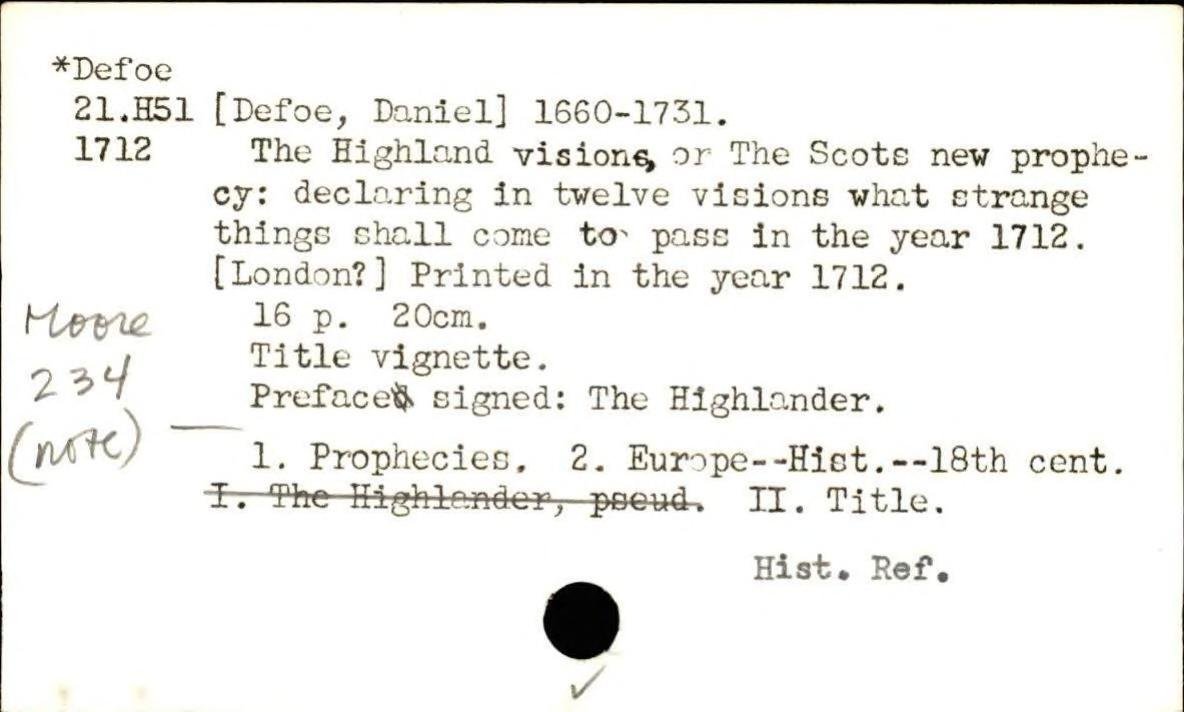 *Defoe
21.H51 [Defoe, Daniel] 1660-1731.
1712 The Highland visions, or The Scots new prophe-
cy: declaring in twelve visions what strange
things shall come to pass in the year 1712.
[London?] Printed in the year 1712.
16 p. 20cm.
Title vignette.
Preface signed: The Highlander.
Moore
234
(note)
1. Prophecies. 2. Europe--Hist.--18th cent.
I. The Highlander, pseud. II. Title.
Hist. Ref.